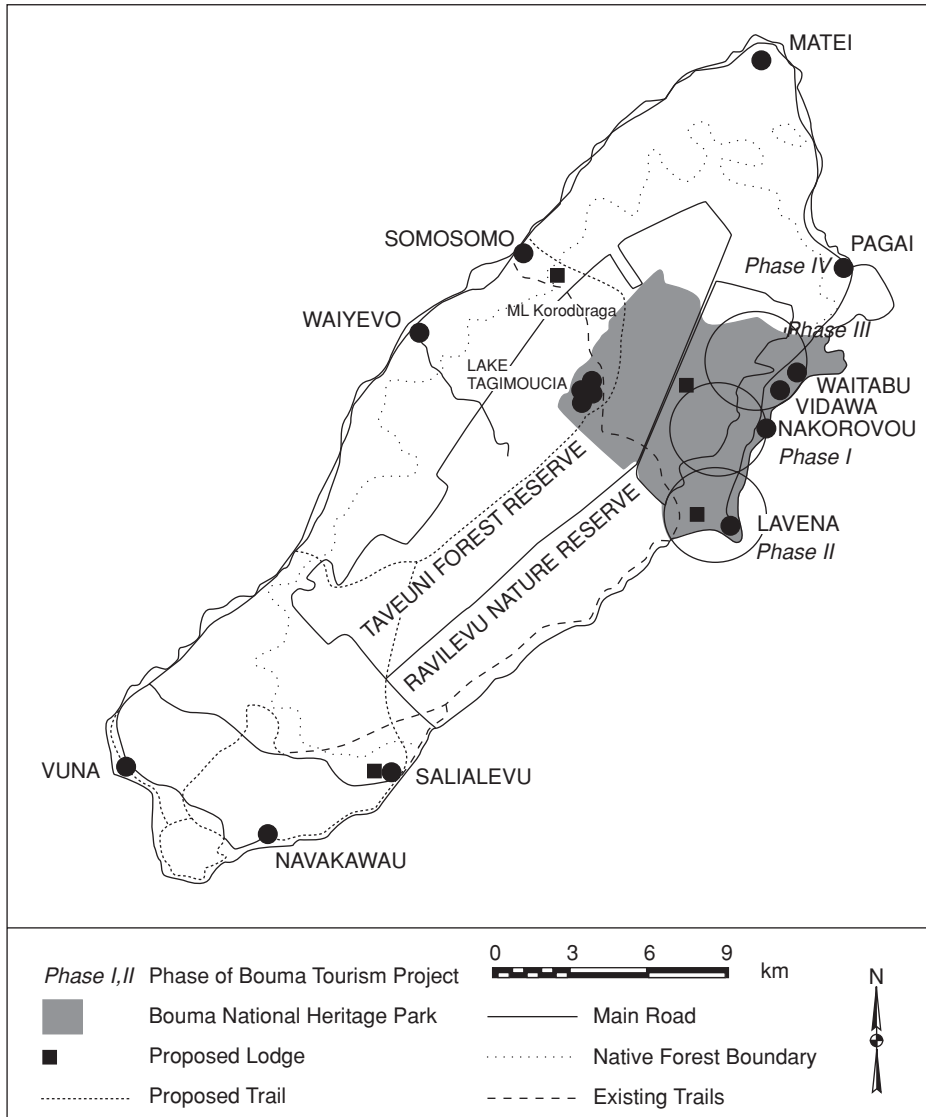 MATEI
SOMOSOMO
PAGAI
Phase IV
ML Koroduraga
WAIYEVO
Phase III
LAKE
TAGIMOUCIA
WAITABU
VIDAWA
NAKOROVOU
Phase I
TAVEUNI FOREST RESERVE
RAVILEVU NATURE RESERVE
LAVENA
Phase II
VUNA
SALIALEVU
NAVAKAWAU
Phase I,II Phase of Bouma Tourism Project
0 3 6 9
km
N
Bouma National Heritage Park
Main Road
Proposed Lodge
Native Forest Boundary
Proposed Trail
Existing Trails